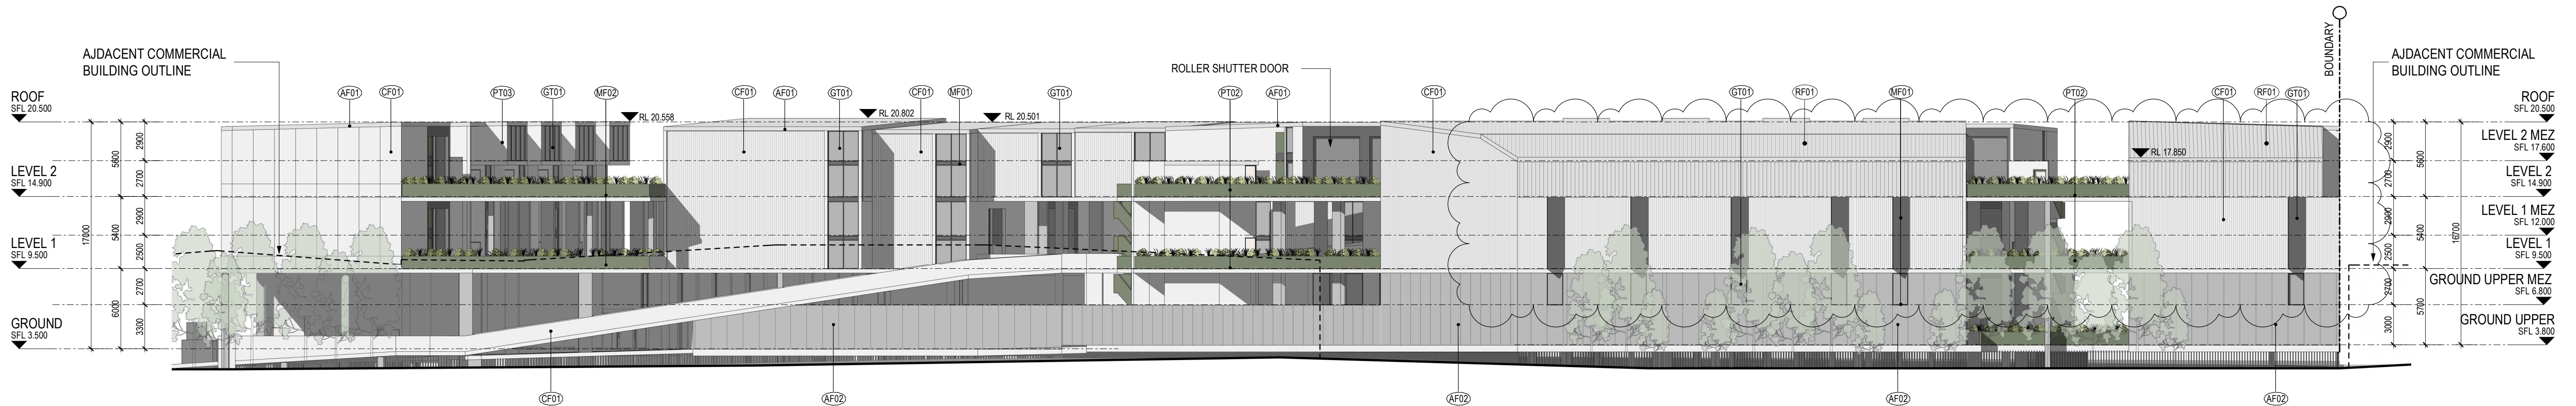 AJDACENT COMMERCIAL
BUILDING OUTLINE
ROLLER SHUTTER DOOR
BOUNDARY
AJDACENT COMMERCIAL
BUILDING OUTLINE
AF01
CF01
PT03
GT01
MF02
CF01
AF01
GT01
CF01
MF01
GT01
PT02
AF01
CF01
GT01
RF01
MF01
PT02
CF01
RF01
GT01
RL 20.558
RL 20.802
RL 20.501
RL 17.850
ROOF
SFL 20.500
LEVEL 2
SFL 14.900
LEVEL 1
SFL 9.500
GROUND
SFL 3.500
17000
5600
5400
6000
2900
2700
2900
2500
2700
3300
2900
2700
2900
2500
2700
3000
5600
5400
5700
16700
ROOF
SFL 20.500
LEVEL 2 MEZ
SFL 17.600
LEVEL 2
SFL 14.900
LEVEL 1 MEZ
SFL 12.000
LEVEL 1
SFL 9.500
GROUND UPPER MEZ
SFL 6.800
GROUND UPPER
SFL 3.800
CF01
AF02
AF02
AF02
AF02